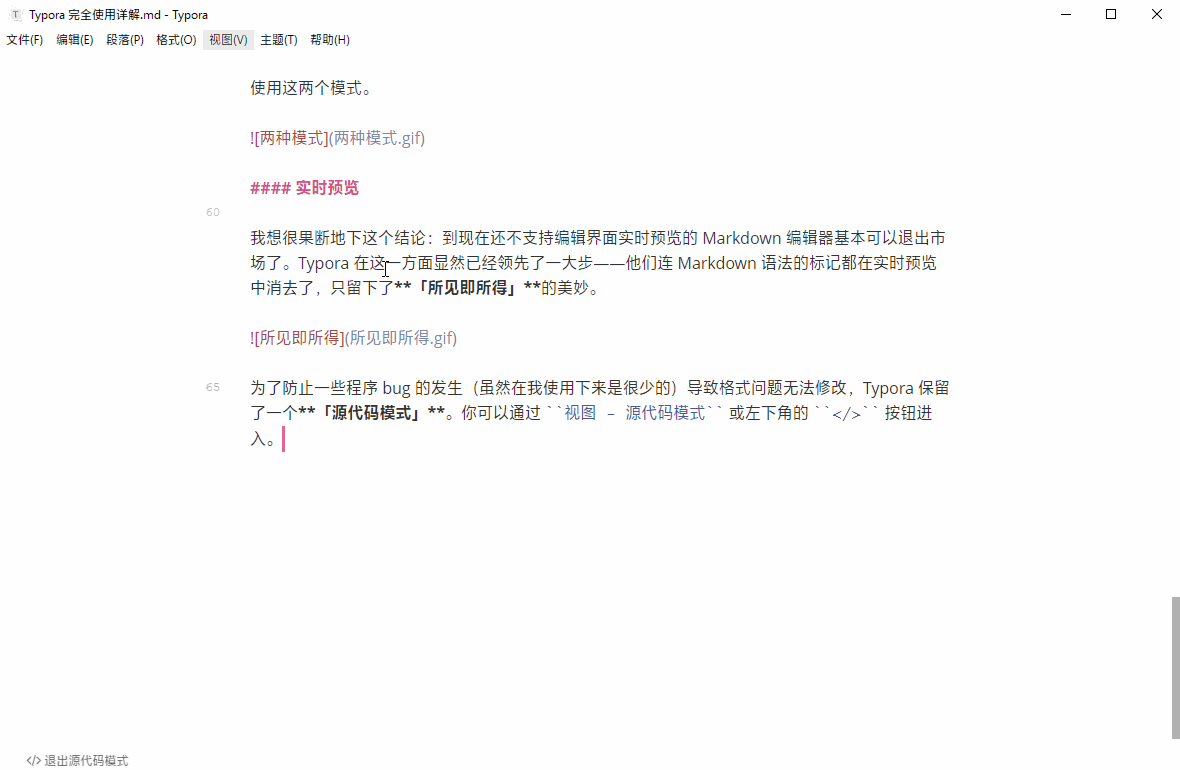 Typora 完全使用详解.md - Typora
文件(F) 编辑(E) 段落(P) 格式(O) 视图(V) 主题(T) 帮助(H)
使用这两个模式。
![两种模式](两种模式.gif)
#### 实时预览
60
我想很果断地下这个结论：到现在还不支持编辑界面实时预览的 Markdown 编辑器基本可以退出市
场了。Typora 在这一方面显然已经领先了一大步——他们连 Markdown 语法的标记都在实时预览
中消去了，只留下了**「所见即所得」**的美妙。
![所见即所得](所见即所得.gif)
65 为了防止一些程序 bug 的发生（虽然在我使用下来是很少的）导致格式问题无法修改，Typora 保留
了一个**「源代码模式」**。你可以通过 ``视图 - 源代码模式`` 或左下角的 ``</>`` 按钮进
入。
</> 退出源代码模式